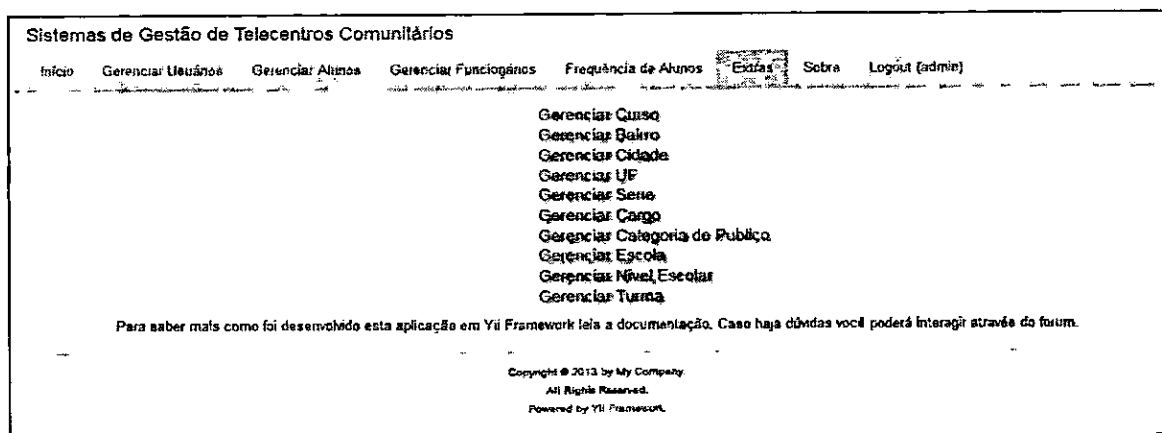 Sistemas de Gestão de Telecentros Comunitários
Início Gerenciar Usuários Gerenciar Alunos Gerenciar Funcionários Frequência de Alunos Extras Sobre Logout (admin)
Gerenciar Curso
Gerenciar Bairro
Gerenciar Cidade
Gerenciar UF
Gerenciar Serie
Gerenciar Cargo
Gerenciar Categoria de Publico
Gerenciar Escola
Gerenciar Nível Escolar
Gerenciar Turma
Para saber mais como foi desenvolvido esta aplicação em Yii Framework leia a documentação. Caso haja dúvidas você poderá interagir através do forum.
Copyright © 2013 by My Company.
All Rights Reserved.
Powered by Yii Framework.